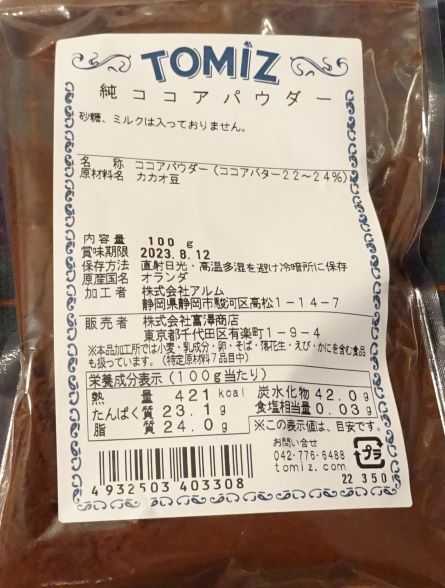 TOMIZ
純ココアパウダー
砂糖、ミルクは入っておりません。
名称 ココアパウダー（ココアバター22～24%）
原材料名 カカオ豆
内容量 100g
賞味期限 2023.8.12
保存方法 直射日光・高温多湿を避け冷暗所に保存
原産国名 オランダ
加工者 株式会社アルム
静岡県静岡市駿河区高松1-14-7
販売者 株式会社富澤商店
東京都千代田区有楽町1-9-4
※本品加工所では小麦・乳成分・卵・そば・落花生・えび・かにを含む食品
も扱っています。（特定原材料7品目中）
栄養成分表示（100g当たり）
熱量 421kcal 炭水化物 42.0g
たんぱく質 23.1g 食塩相当量 0.03g
脂質 24.0g ※この表示値は、目安です。
お問い合せ
042-776-6488
tomiz.com
プラ
4932503403308
22 350